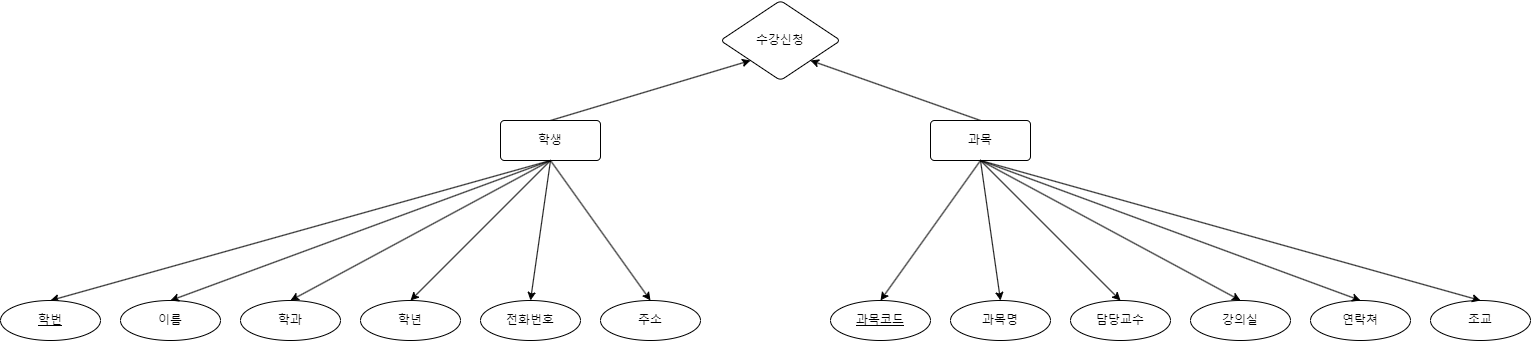 수강신청
학생
과목
학번
이름
학과
학년
전화번호
주소
과목코드
과목명
담당교수
강의실
연락쳐
조교